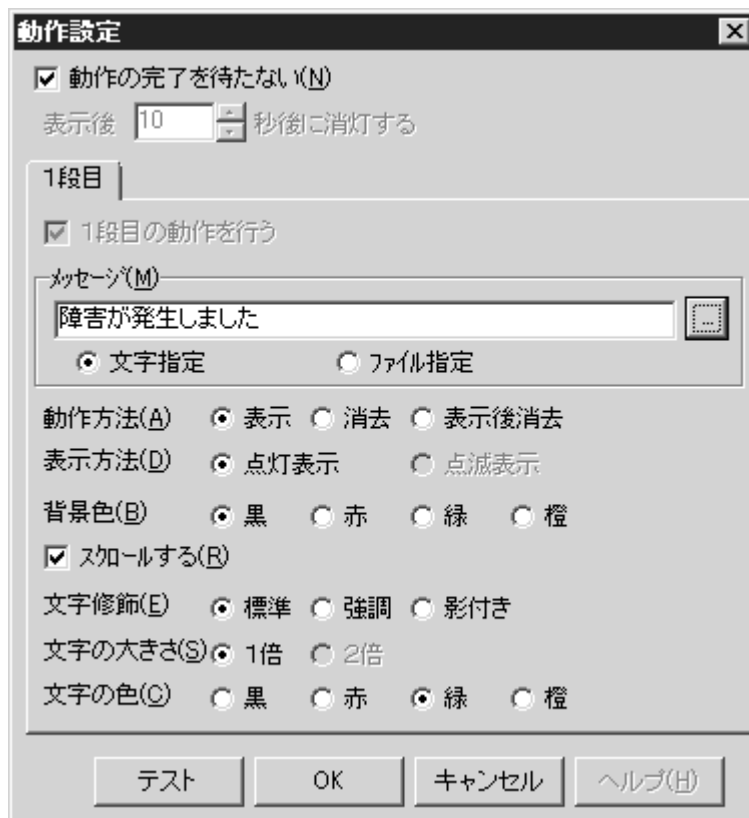 動作設定
動作の完了を待たない(N)
表示後 10 秒後に消灯する
1段目
1段目の動作を行う
メッセージ(M)
障害が発生しました ...
文字指定 ファイル指定
動作方法(A) 表示 消去 表示後消去
表示方法(D) 点灯表示 点滅表示
背景色(B) 黒 赤 緑 橙
スクロールする(R)
文字修飾(E) 標準 強調 影付き
文字の大きさ(S) 1倍 2倍
文字の色(C) 黒 赤 緑 橙
テスト OK キャンセル ヘルプ(H)